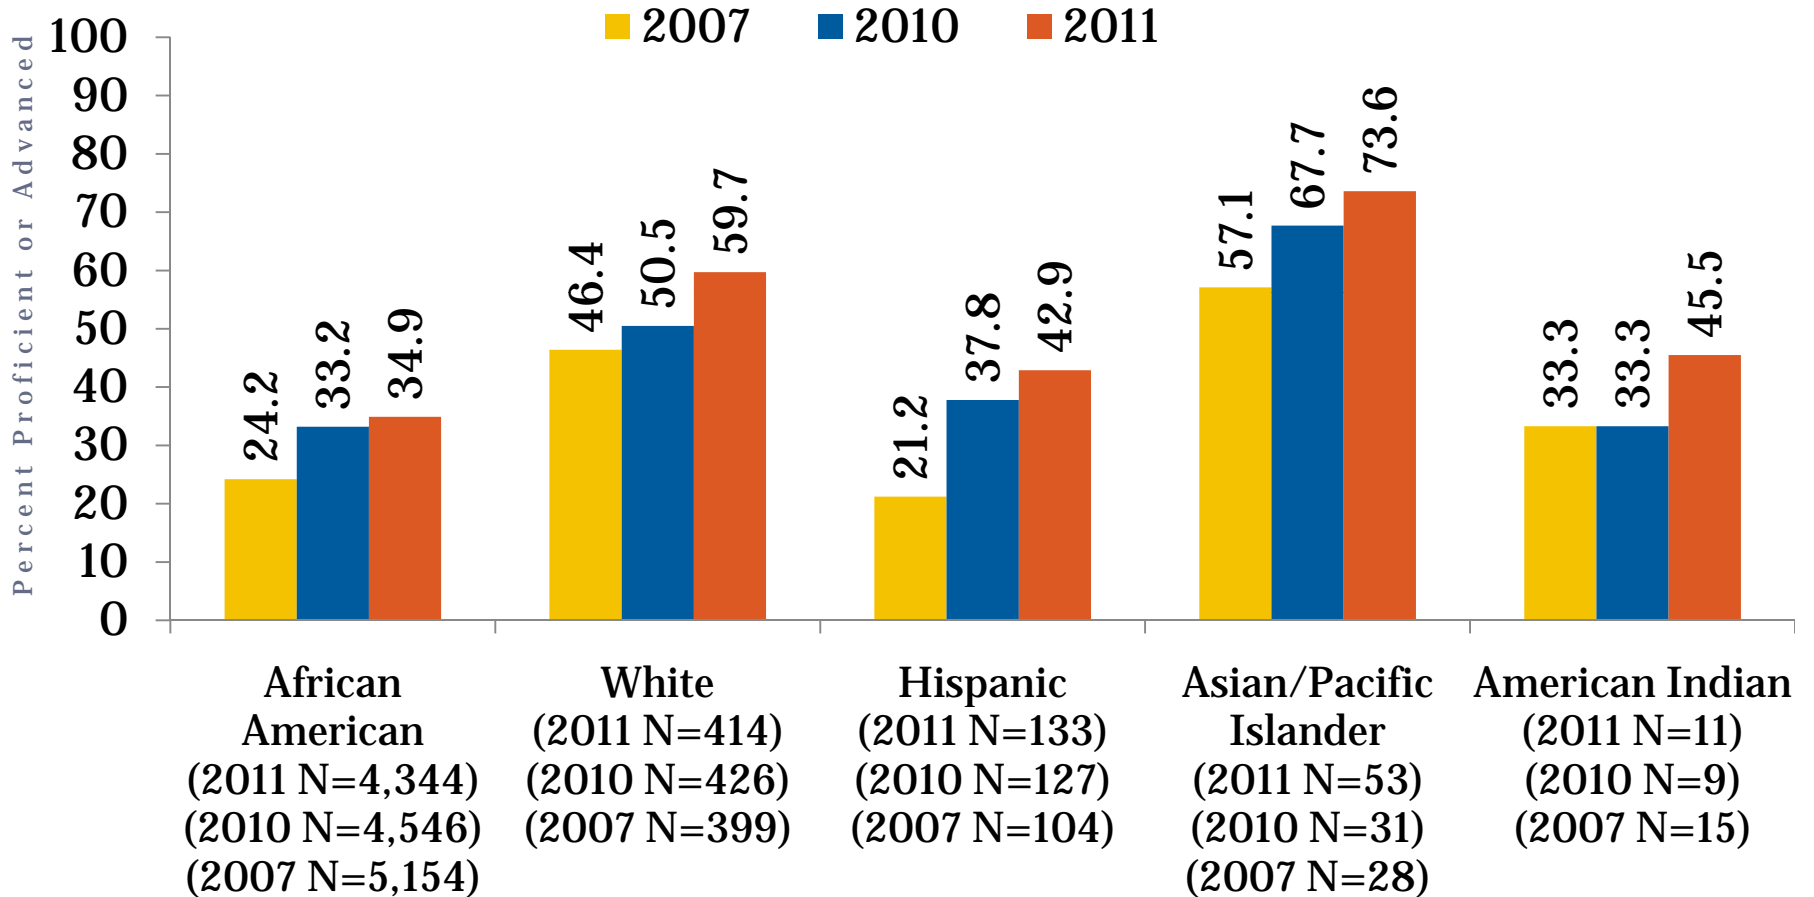 2007 2010 2011
Percent Proficient or Advanced
100
90
80
70
60
50
40
30
20
10
0
24.2 33.2 34.9
46.4 50.5 59.7
21.2 37.8 42.9
57.1 67.7 73.6
33.3 33.3 45.5
African
American
(2011 N=4,344)
(2010 N=4,546)
(2007 N=5,154)
White
(2011 N=414)
(2010 N=426)
(2007 N=399)
Hispanic
(2011 N=133)
(2010 N=127)
(2007 N=104)
Asian/Pacific
Islander
(2011 N=53)
(2010 N=31)
(2007 N=28)
American Indian
(2011 N=11)
(2010 N=9)
(2007 N=15)